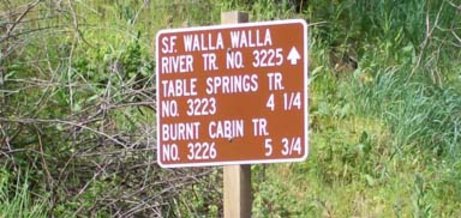 S.F. WALLA WALLA
RIVER TR. NO. 3225
TABLE SPRINGS TR.
NO. 3223 4 1/4
BURNT CABIN TR.
NO. 3226 5 3/4